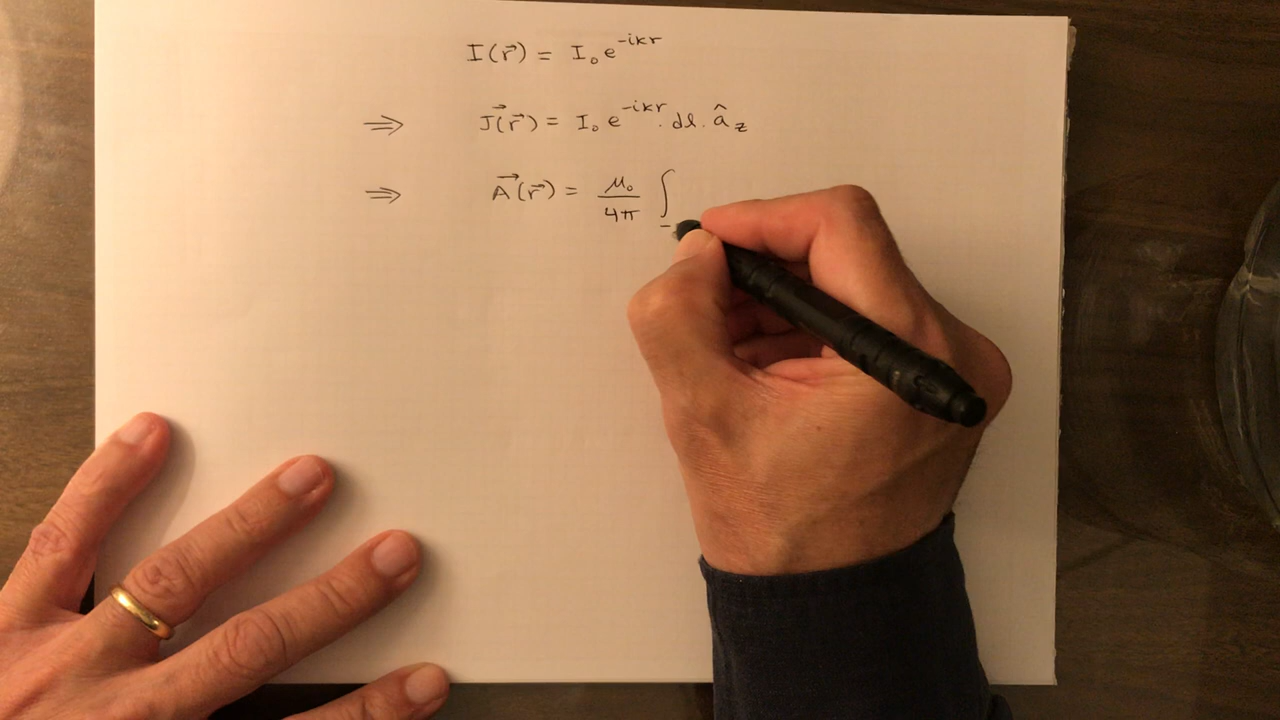 I(r⃗) = I₀ e^{-ikr}
⇒ J⃗(r⃗) = I₀ e^{-ikr} . dl . â_z
⇒ A⃗(r⃗) = μ₀/4π ∫_-